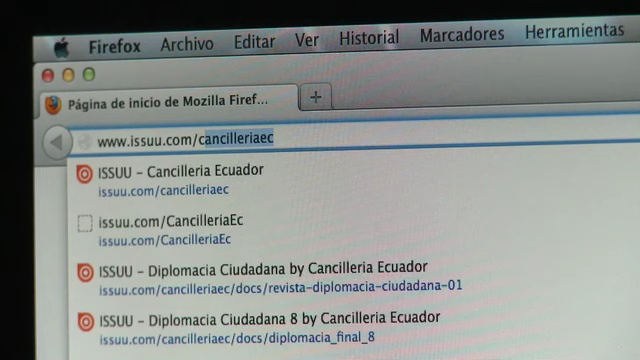 Firefox Archivo Editar Ver Historial Marcadores Herramientas
Página de inicio de Mozilla Firef...
www.issuu.com/cancilleriaec
ISSUU - Cancilleria Ecuador
issuu.com/cancilleriaec
issuu.com/CancilleriaEc
issuu.com/CancilleriaEc
ISSUU - Diplomacia Ciudadana by Cancilleria Ecuador
issuu.com/cancilleriaec/docs/revista-diplomacia-ciudadana-01
ISSUU - Diplomacia Ciudadana 8 by Cancilleria Ecuador
issuu.com/cancilleriaec/docs/diplomacia_final_8